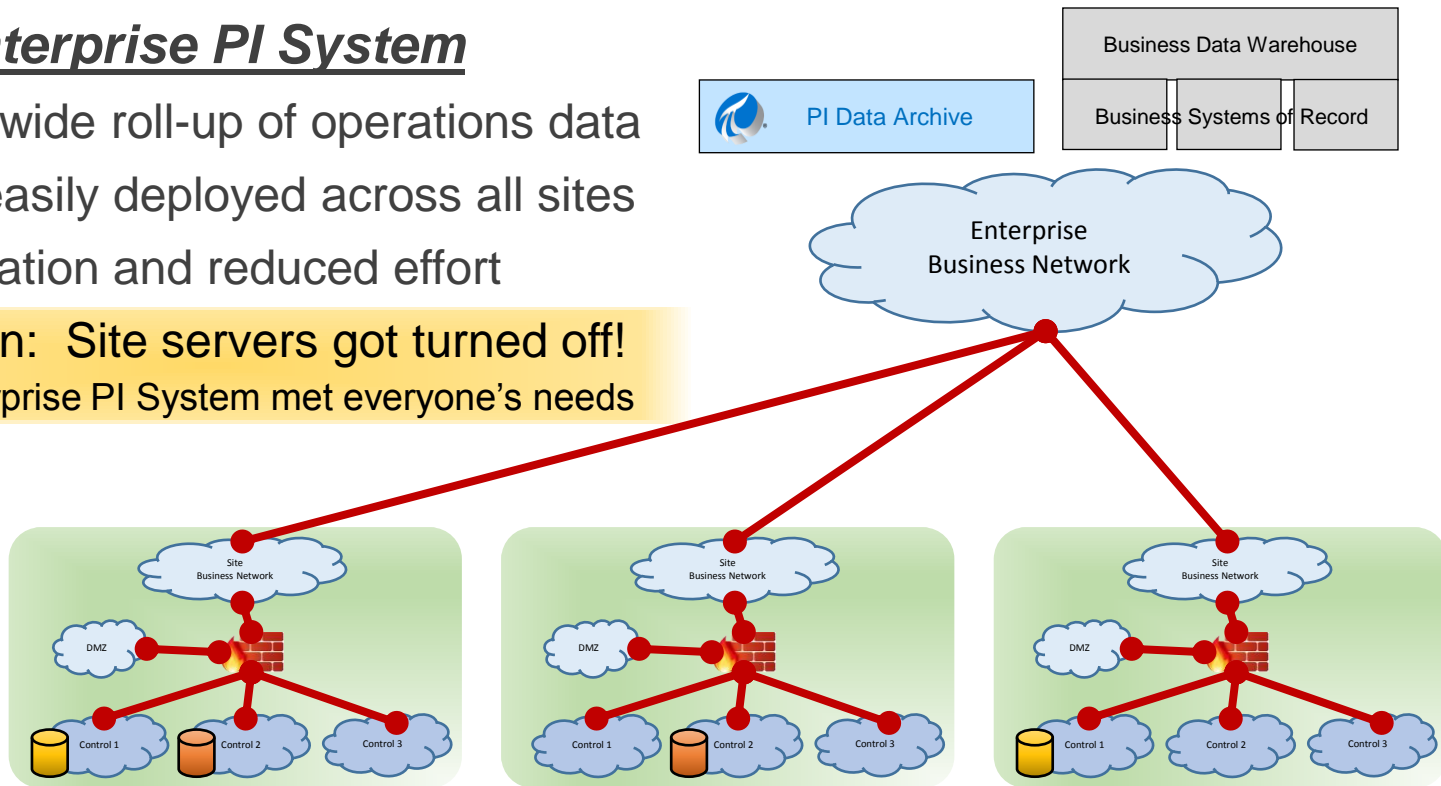 nterprise PI System
wide roll-up of operations data
easily deployed across all sites
ation and reduced effort
n: Site servers got turned off!
rprise PI System met everyone's needs
Business Data Warehouse
PI Data Archive
Business Systems of Record
Enterprise
Business Network
Site
Business Network
DMZ
Control 1
Control 2
Control 3
Site
Business Network
DMZ
Control 1
Control 2
Control 3
Site
Business Network
DMZ
Control 1
Control 2
Control 3